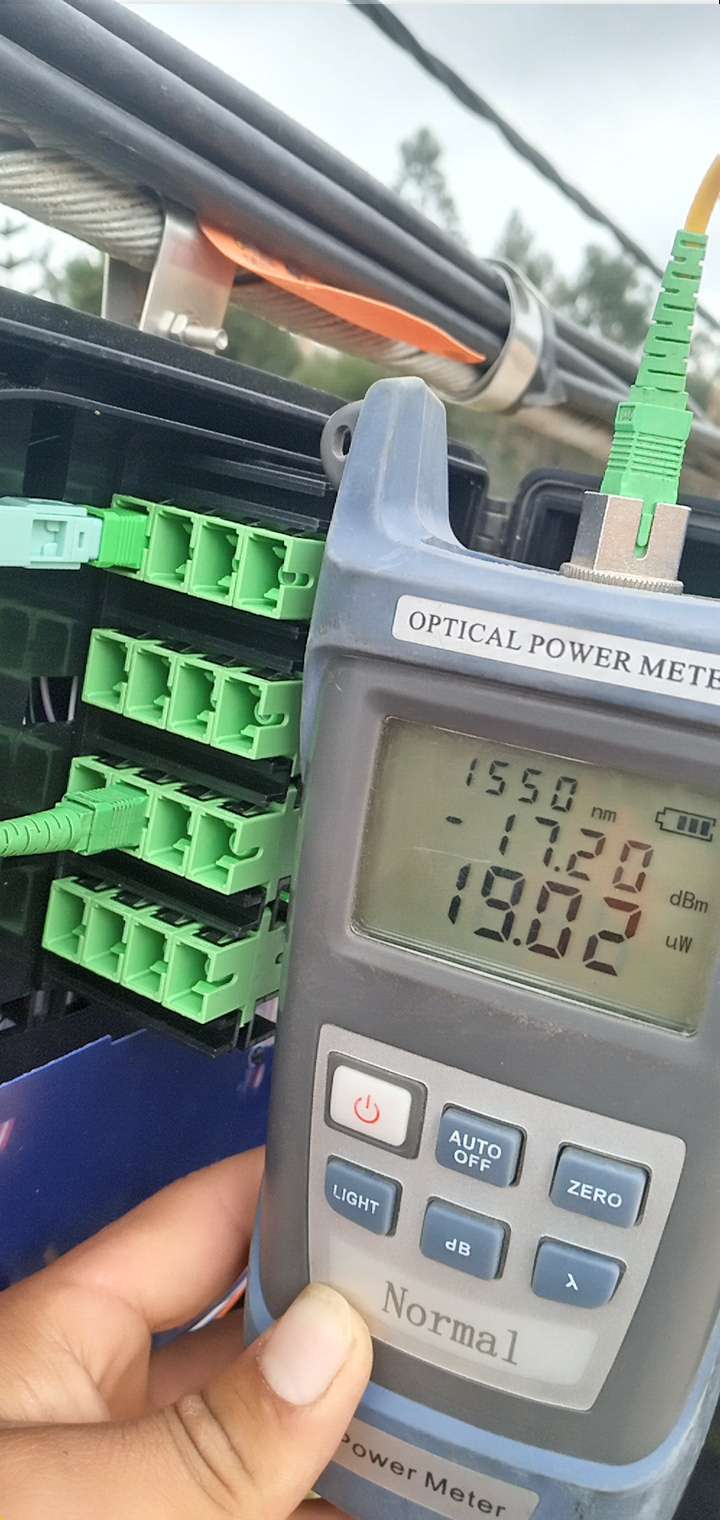 OPTICAL POWER METE
1550 nm
-17.20 dBm
19.02 uW
AUTO OFF
ZERO
LIGHT
dB
λ
Normal
Power Meter